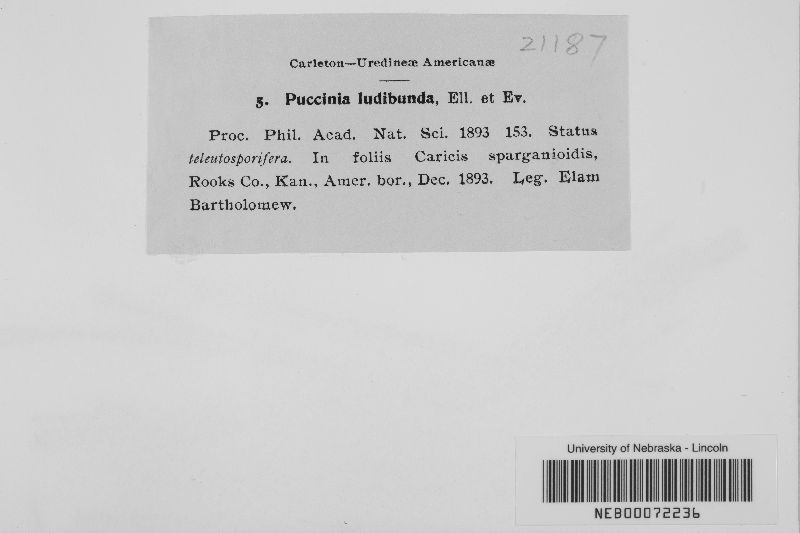 21187
Carleton—Uredineæ Americanæ
5. Puccinia ludibunda, Ell. et Ev.
Proc. Phil. Acad. Nat. Sci. 1893 153. Status
teleutosporifera. In foliis Caricis sparganioidis,
Rooks Co., Kan., Amer. bor., Dec. 1893. Leg. Elam
Bartholomew.
University of Nebraska - Lincoln
NEB00072236